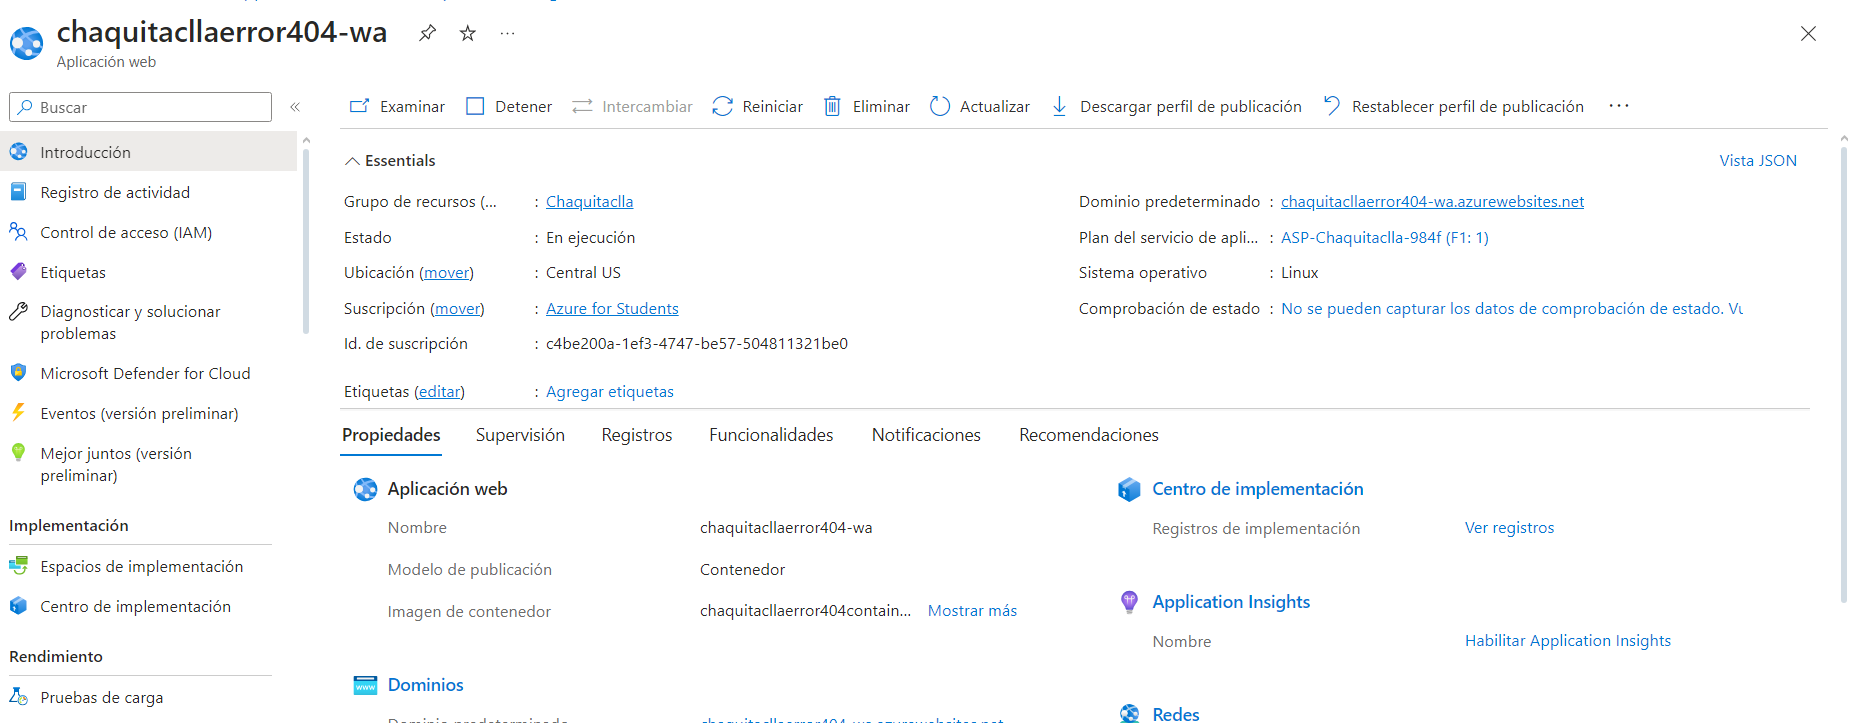 chaquitacllaerror404-wa
Aplicación web
Buscar
Examinar
Detener
Intercambiar
Reiniciar
Eliminar
Actualizar
Descargar perfil de publicación
Restablecer perfil de publicación
Introducción
Registro de actividad
Control de acceso (IAM)
Etiquetas
Diagnosticar y solucionar
problemas
Microsoft Defender for Cloud
Eventos (versión preliminar)
Mejor juntos (versión
preliminar)
Implementación
Espacios de implementación
Centro de implementación
Rendimiento
Pruebas de carga
Essentials
Vista JSON
Grupo de recursos (... : Chaquitaclla
Estado : En ejecución
Ubicación (mover) : Central US
Suscripción (mover) : Azure for Students
Id. de suscripción : c4be200a-1ef3-4747-be57-504811321be0
Etiquetas (editar) : Agregar etiquetas
Dominio predeterminado : chaquitacllaerror404-wa.azurewebsites.net
Plan del servicio de apli... : ASP-Chaquitaclla-984f (F1: 1)
Sistema operativo : Linux
Comprobación de estado : No se pueden capturar los datos de comprobación de estado.
Propiedades
Supervisión
Registros
Funcionalidades
Notificaciones
Recomendaciones
Aplicación web
Nombre chaquitacllaerror404-wa
Modelo de publicación Contenedor
Imagen de contenedor chaquitacllaerror404contain... Mostrar más
Dominios
Dominio predeterminado chaquitacllaerror404-wa.azurewebsites.net
Centro de implementación
Registros de implementación Ver registros
Application Insights
Nombre Habilitar Application Insights
Redes